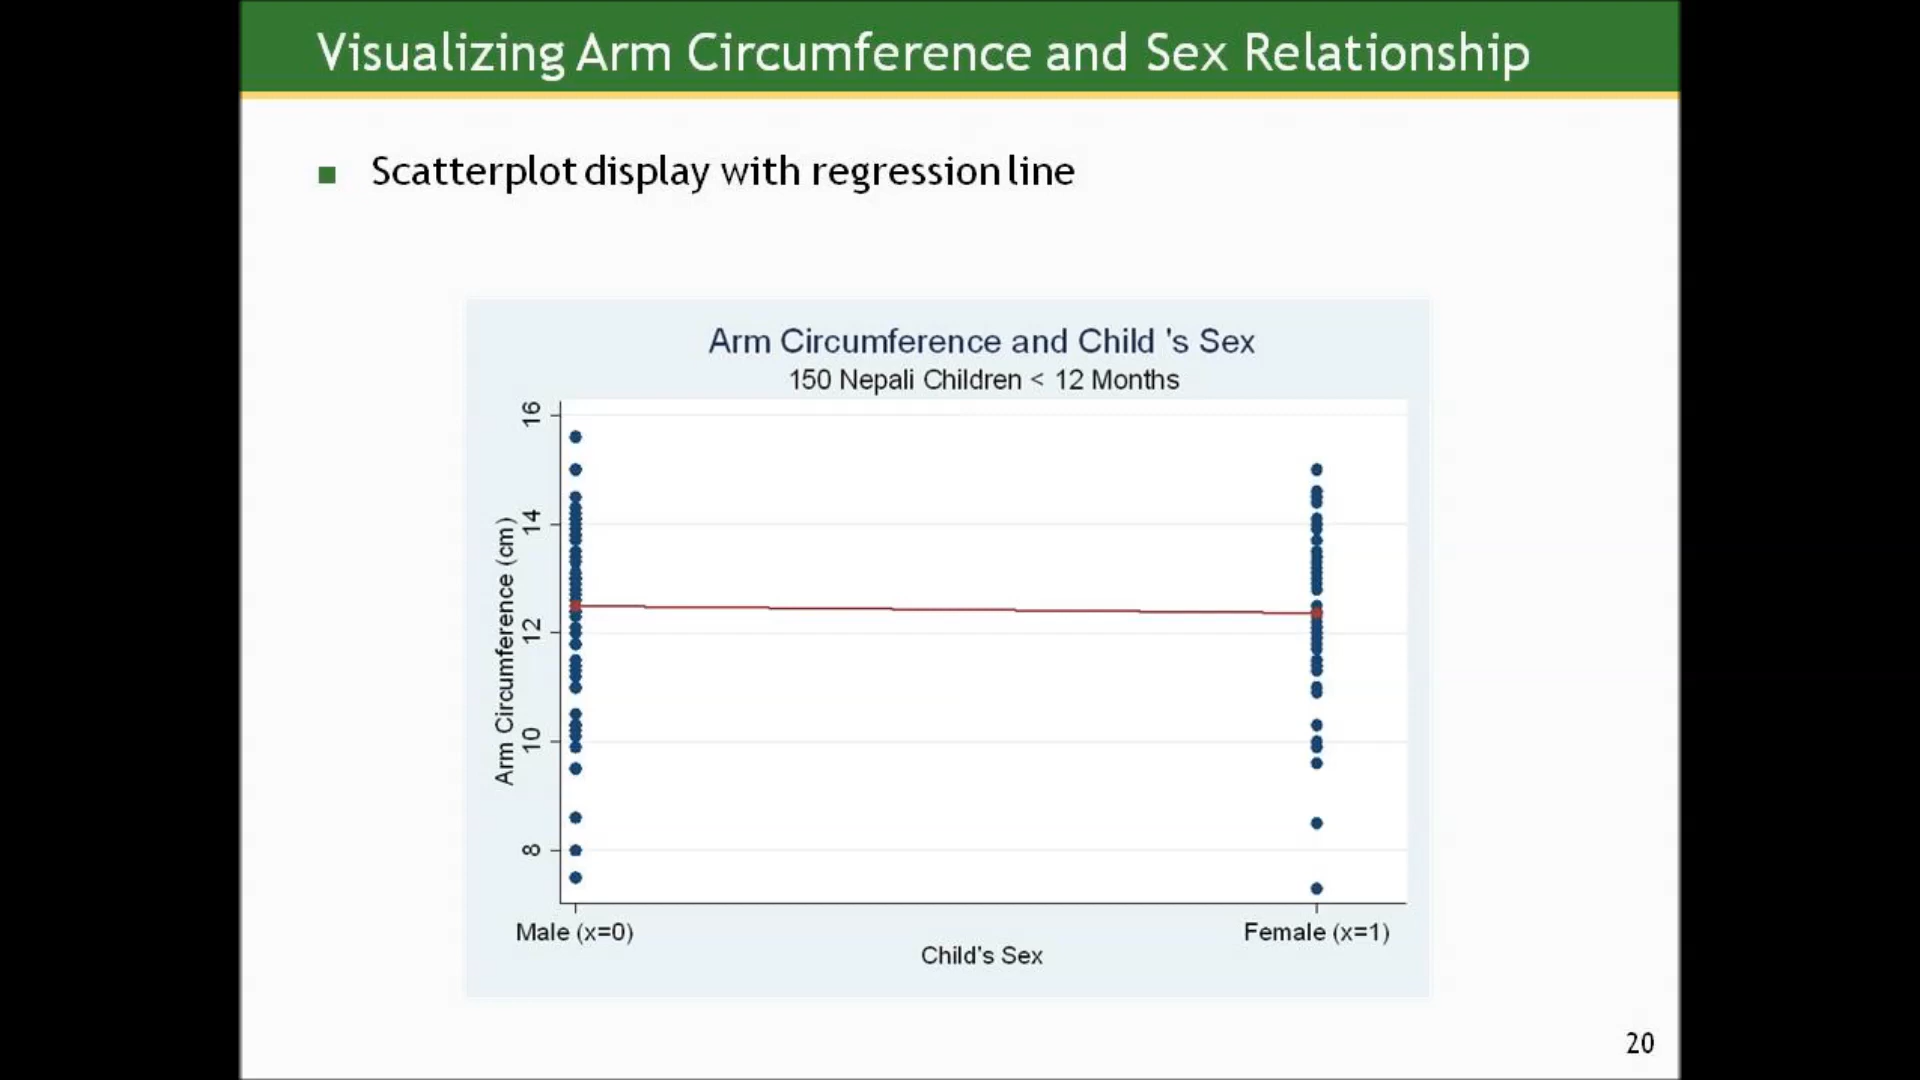 Visualizing Arm Circumference and Sex Relationship
Scatterplot display with regression line
Arm Circumference and Child 's Sex
150 Nepali Children < 12 Months
Arm Circumference (cm)
16
14
12
10
8
Male (x=0)
Female (x=1)
Child's Sex
20